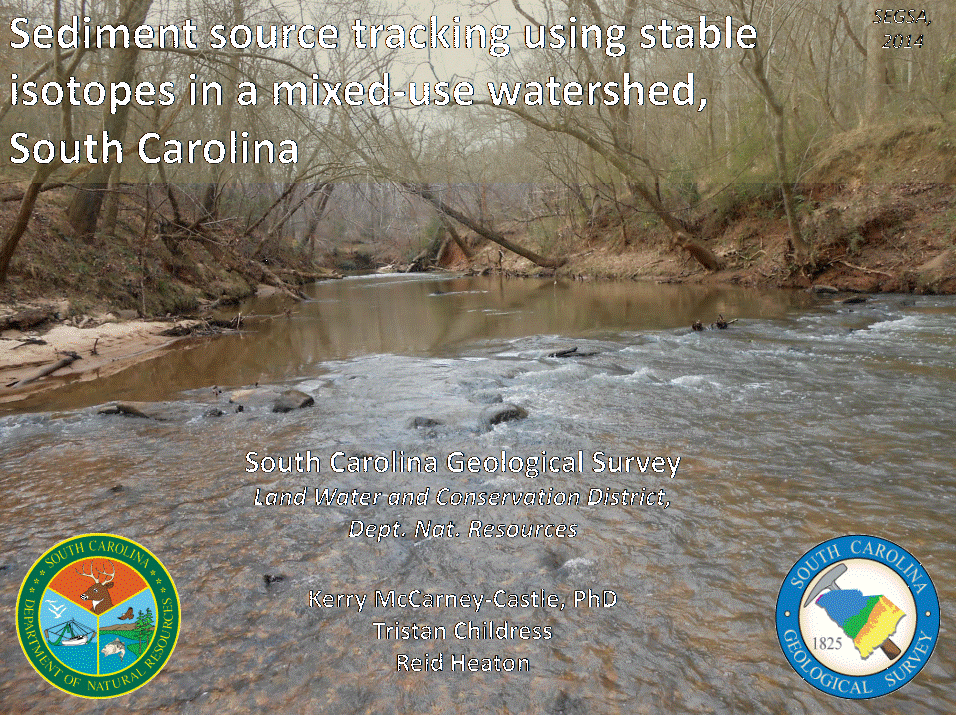 Sediment source tracking using stable
isotopes in a mixed-use watershed,
South Carolina
SEGSA,
2014
South Carolina Geological Survey
Land Water and Conservation District,
Dept. Nat. Resources
Kerry McCarney-Castle, PhD
Tristan Childress
Reid Heaton
SOUTH CAROLINA
DEPARTMENT OF NATURAL RESOURCES
SOUTH CAROLINA
1825
GEOLOGICAL SURVEY